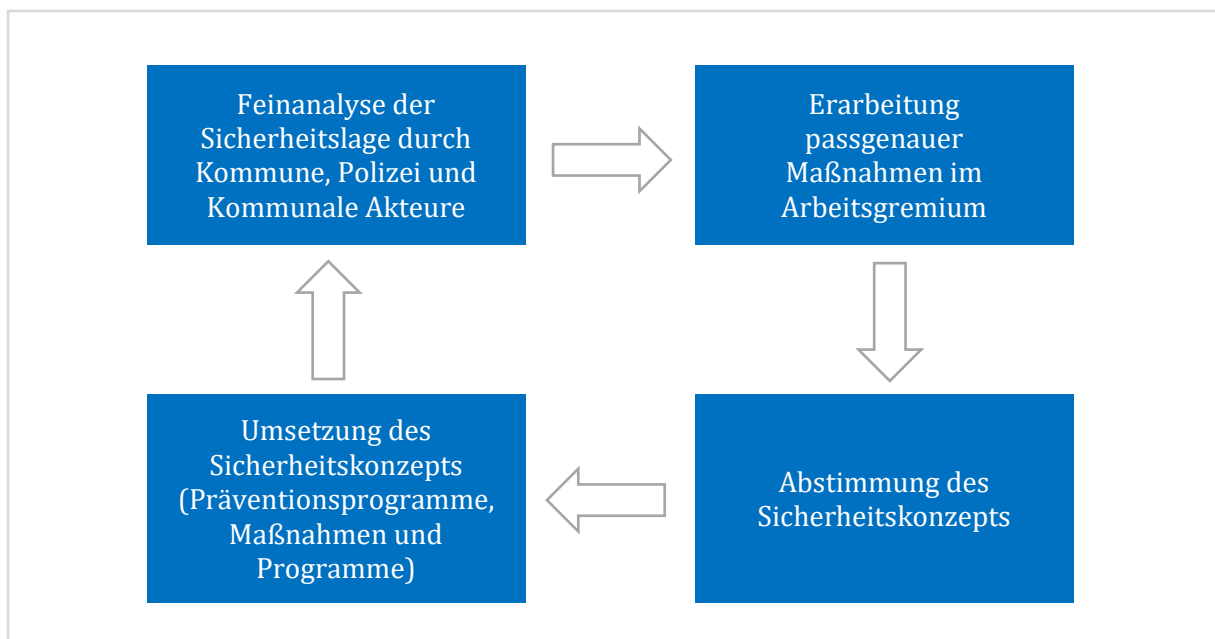 Feinanalyse der
Sicherheitslage durch
Kommune, Polizei und
Kommunale Akteure
Erarbeitung
passgenauer
Maßnahmen im
Arbeitsgremium
Umsetzung des
Sicherheitskonzepts
(Präventionsprogramme,
Maßnahmen und
Programme)
Abstimmung des
Sicherheitskonzepts